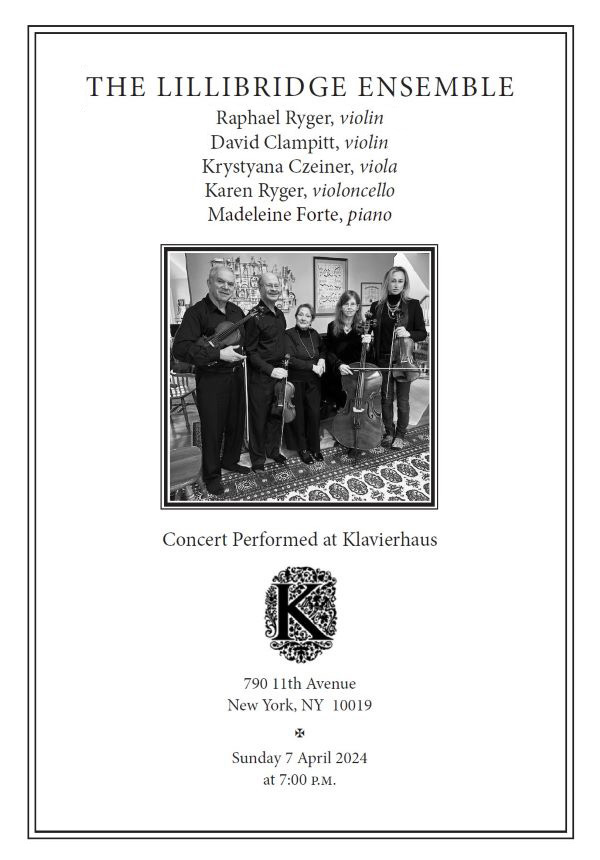 THE LILLIBRIDGE ENSEMBLE
Raphael Ryger, violin
David Clampitt, violin
Krystyana Czeiner, viola
Karen Ryger, violoncello
Madeleine Forte, piano
Concert Performed at Klavierhaus
K
790 11th Avenue
New York, NY 10019
✠
Sunday 7 April 2024
at 7:00 P.M.